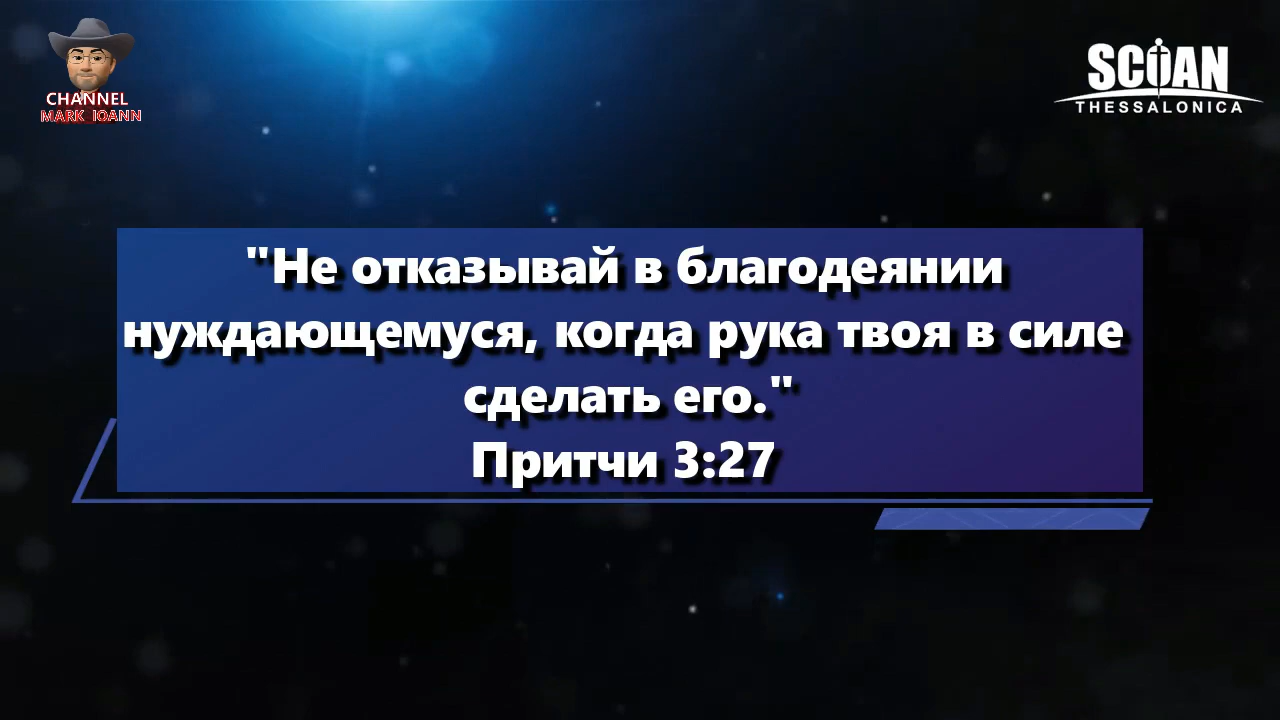 CHANNEL
MARK IOANN
SCOAN
THESSALONICA
"Не отказывай в благодеянии
нуждающемуся, когда рука твоя в силе
сделать его."
Притчи 3:27